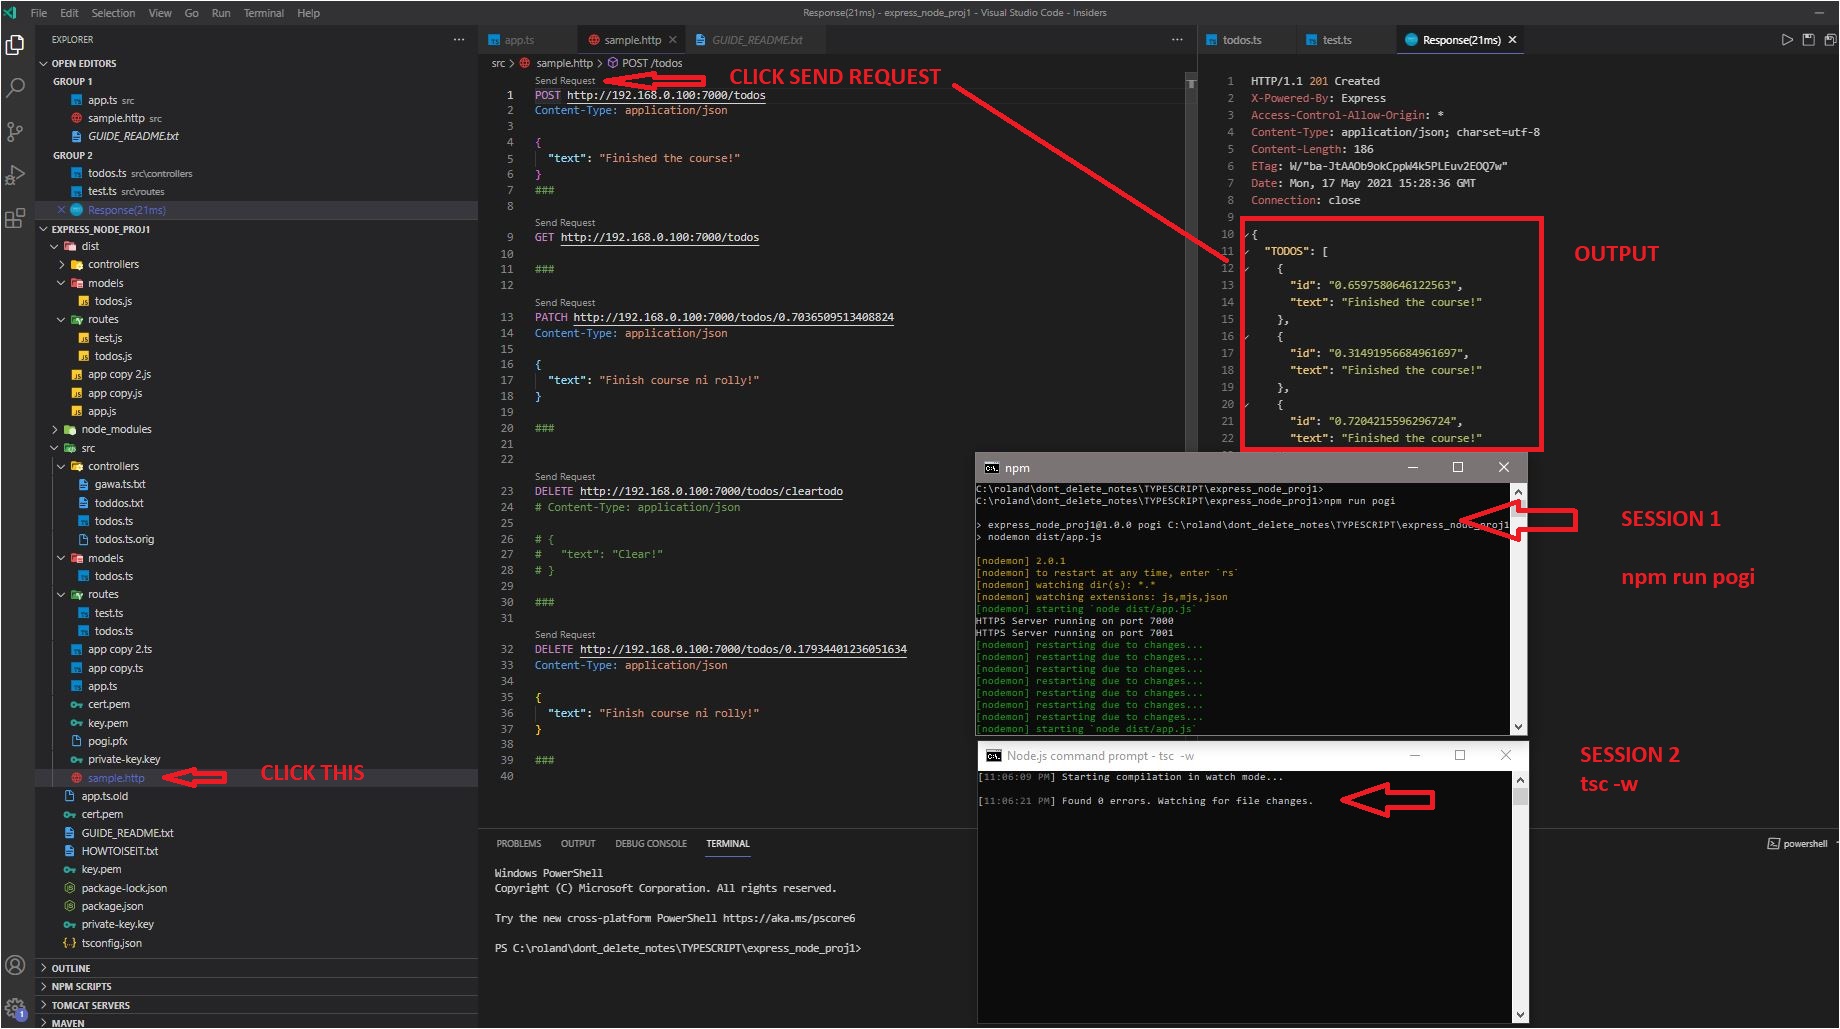 File Edit Selection View Go Run Terminal Help
Response(21ms) - express_node_proj1 - Visual Studio Code - Insiders
EXPLORER
OPEN EDITORS
GROUP 1
app.ts src
sample.http src
GUIDE_README.txt
GROUP 2
todos.ts src\controllers
test.ts src\routes
Response(21ms)
EXPRESS_NODE_PROJ1
dist
controllers
models
todos.js
routes
test.js
todos.js
app copy 2.js
app copy.js
app.js
node_modules
src
controllers
gawa.ts.txt
toddos.txt
todos.ts
todos.ts.orig
models
todos.ts
routes
test.ts
todos.ts
app copy 2.ts
app copy.ts
app.ts
cert.pem
key.pem
pogi.pfx
private-key.key
sample.http
CLICK THIS
app.ts.old
cert.pem
GUIDE_README.txt
HOWTOISEIT.txt
key.pem
package-lock.json
package.json
private-key.key
tsconfig.json
OUTLINE
NPM SCRIPTS
TOMCAT SERVERS
MAVEN
1
app.ts
sample.http
GUIDE_README.txt
src > sample.http > POST /todos
Send Request
CLICK SEND REQUEST
1 POST http://192.168.0.100:7000/todos
2 Content-Type: application/json
3
4 {
5 "text": "Finished the course!"
6 }
7 ###
8
Send Request
9 GET http://192.168.0.100:7000/todos
10
11 ###
12
Send Request
13 PATCH http://192.168.0.100:7000/todos/0.7036509513408824
14 Content-Type: application/json
15
16 {
17 "text": "Finish course ni rolly!"
18 }
19
20 ###
21
22
Send Request
23 DELETE http://192.168.0.100:7000/todos/cleartodo
24 # Content-Type: application/json
25
26 # {
27 # "text": "Clear!"
28 # }
29
30 ###
31
Send Request
32 DELETE http://192.168.0.100:7000/todos/0.17934401236051634
33 Content-Type: application/json
34
35 {
36 "text": "Finish course ni rolly!"
37 }
38
39 ###
40
todos.ts
test.ts
Response(21ms)
1 HTTP/1.1 201 Created
2 X-Powered-By: Express
3 Access-Control-Allow-Origin: *
4 Content-Type: application/json; charset=utf-8
5 Content-Length: 186
6 ETag: W/"ba-JtAAOb9okCppW4k5PLEuv2EOQ7w"
7 Date: Mon, 17 May 2021 15:28:36 GMT
8 Connection: close
9
10 {
11 "TODOS": [
12 {
13 "id": "0.6597580646122563",
14 "text": "Finished the course!"
15 },
16 {
17 "id": "0.31491956684961697",
18 "text": "Finished the course!"
19 },
20 {
21 "id": "0.7204215596296724",
22 "text": "Finished the course!"
OUTPUT
npm
C:\roland\dont_delete_notes\TYPESCRIPT\express_node_proj1>
C:\roland\dont_delete_notes\TYPESCRIPT\express_node_proj1>npm run pogi
> express_node_proj1@1.0.0 pogi C:\roland\dont_delete_notes\TYPESCRIPT\express_node_proj1
> nodemon dist/app.js
[nodemon] 2.0.1
[nodemon] to restart at any time, enter `rs`
[nodemon] watching dir(s): *.*
[nodemon] watching extensions: js,mjs,json
[nodemon] starting `node dist/app.js`
HTTPS Server running on port 7000
HTTPS Server running on port 7001
[nodemon] restarting due to changes...
[nodemon] restarting due to changes...
[nodemon] restarting due to changes...
[nodemon] restarting due to changes...
[nodemon] restarting due to changes...
[nodemon] restarting due to changes...
[nodemon] restarting due to changes...
[nodemon] starting `node dist/app.js`
SESSION 1
npm run pogi
Node.js command prompt - tsc -w
[11:06:09 PM] Starting compilation in watch mode...
[11:06:21 PM] Found 0 errors. Watching for file changes.
SESSION 2
tsc -w
PROBLEMS OUTPUT DEBUG CONSOLE TERMINAL
powershell
Windows PowerShell
Copyright (C) Microsoft Corporation. All rights reserved.
Try the new cross-platform PowerShell https://aka.ms/pscore6
PS C:\roland\dont_delete_notes\TYPESCRIPT\express_node_proj1>